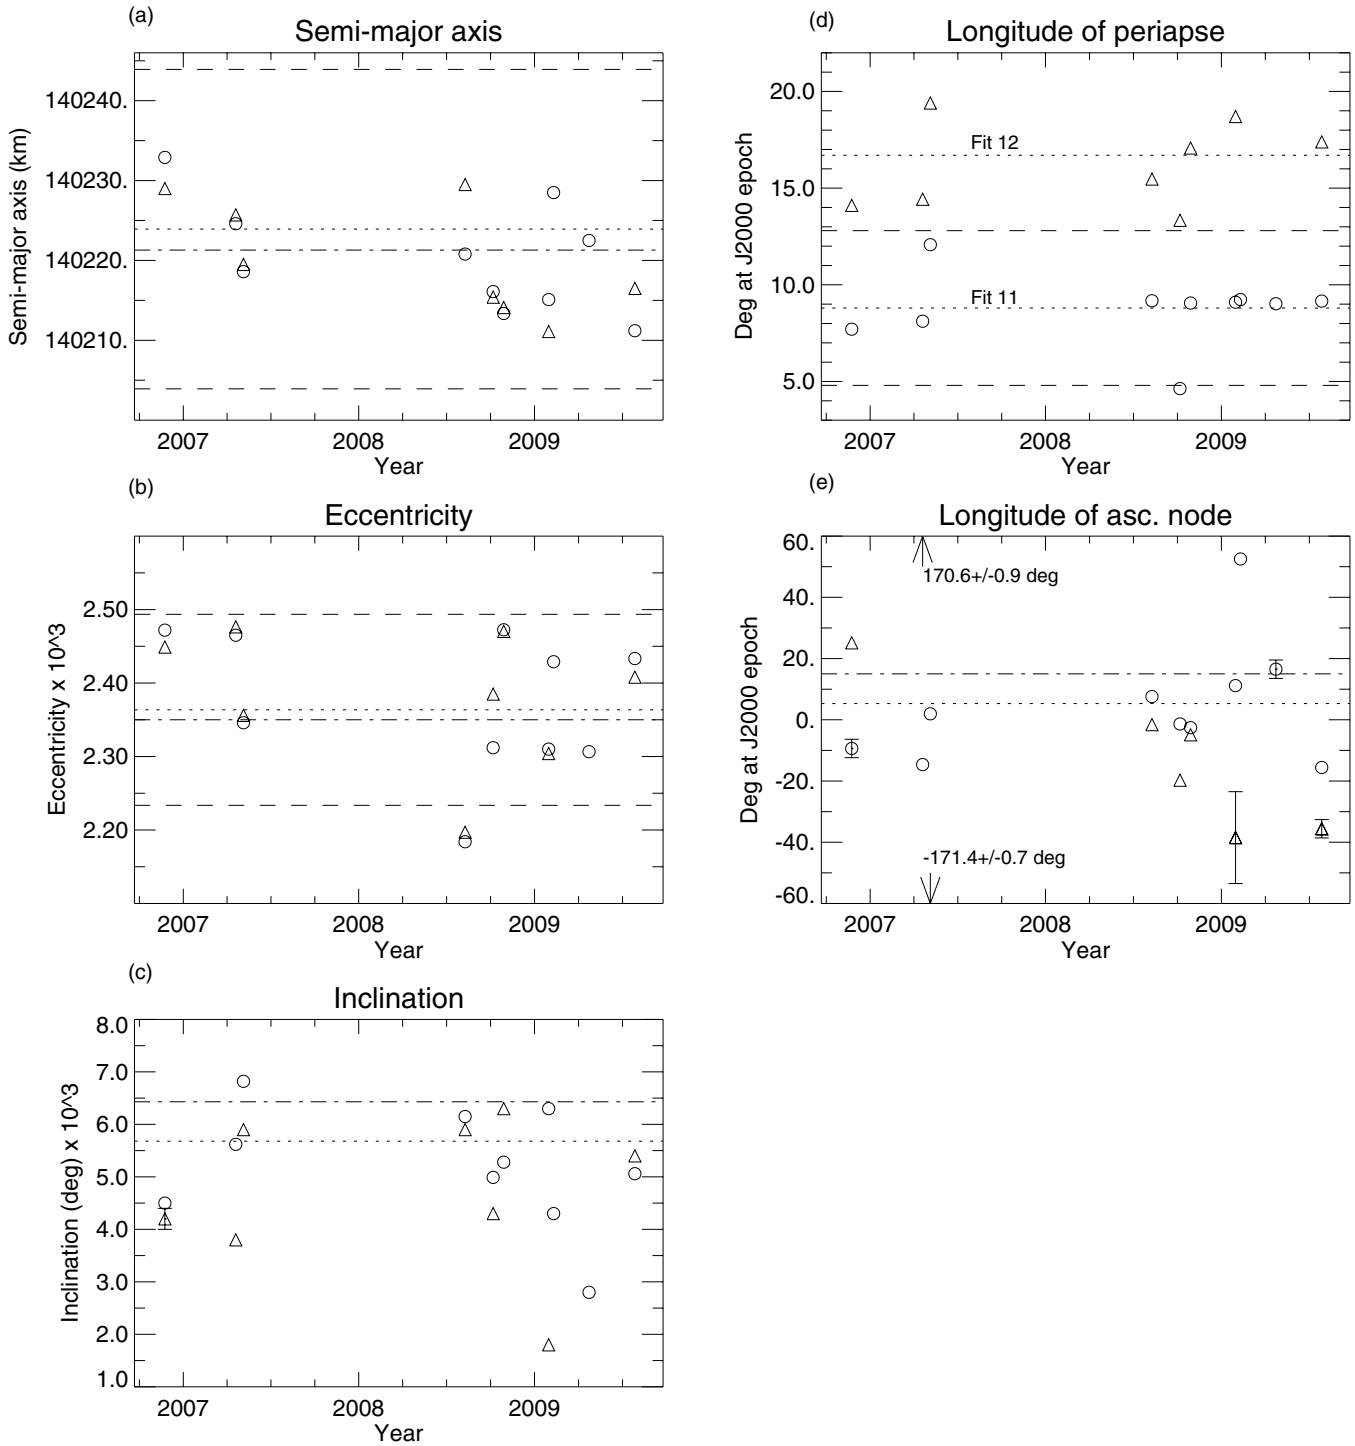 (a)
Semi-major axis
Semi-major axis (km)
140240.
140230.
140220.
140210.
2007 2008 2009
Year
(d)
Longitude of periapse
Deg at J2000 epoch
20.0
15.0
10.0
5.0
Fit 12
Fit 11
2007 2008 2009
Year
(b)
Eccentricity
Eccentricity x 10^3
2.50
2.40
2.30
2.20
2007 2008 2009
Year
(e)
Longitude of asc. node
Deg at J2000 epoch
60.
40.
20.
0.
-20.
-40.
-60.
170.6+/-0.9 deg
-171.4+/-0.7 deg
2007 2008 2009
Year
(c)
Inclination
Inclination (deg) x 10^3
8.0
7.0
6.0
5.0
4.0
3.0
2.0
1.0
2007 2008 2009
Year